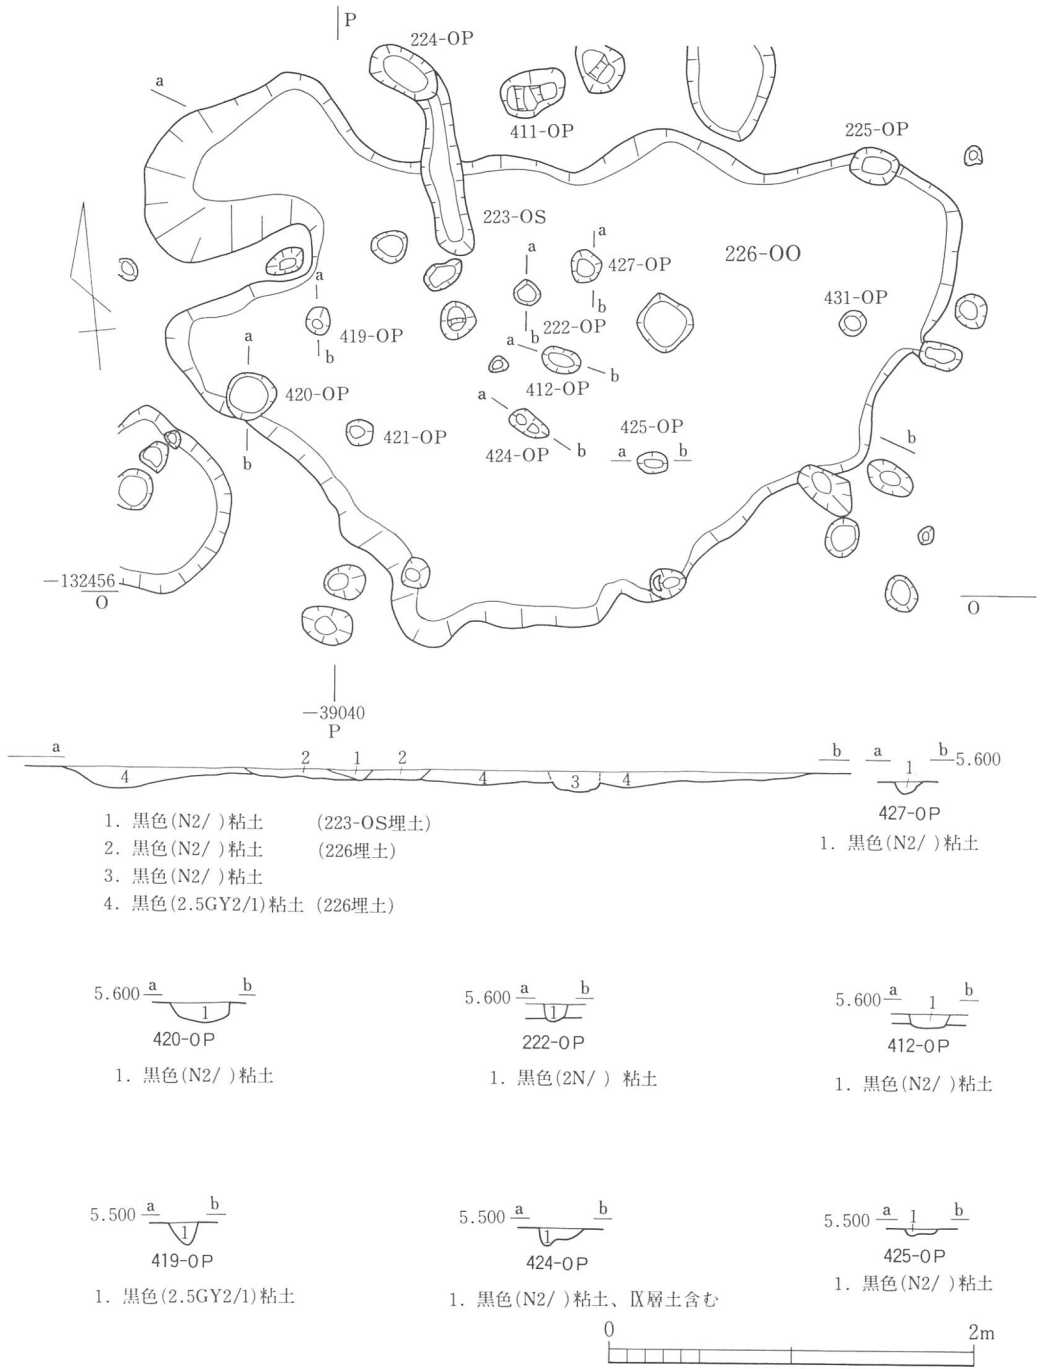 P
224-OP
a
411-OP
225-OP
223-OS
a
a
427-OP
226-OO
a
b
431-OP
419-OP
b
222-OP
a
b
a
b
412-OP
420-OP
a
425-OP
421-OP
424-OP
b
a
b
b
b
－132456
O
O
－39040
P
a
2
1
2
b
a
b
5.600
4
4
3
4
1
427-OP
1. 黒色(N2/ )粘土 (223-OS埋土)
2. 黒色(N2/ )粘土 (226埋土)
3. 黒色(N2/ )粘土
4. 黒色(2.5GY2/1)粘土 (226埋土)
1. 黒色(N2/ )粘土
5.600 a b
1
420-OP
1. 黒色(N2/ )粘土
5.600 a b
1
222-OP
1. 黒色(2N/ ) 粘土
5.600 a b
1
412-OP
1. 黒色(N2/ )粘土
5.500 a b
1
419-OP
1. 黒色(2.5GY2/1)粘土
5.500 a b
1
424-OP
1. 黒色(N2/ )粘土、Ⅸ層土含む
5.500 a b
1
425-OP
1. 黒色(N2/ )粘土
0 2m